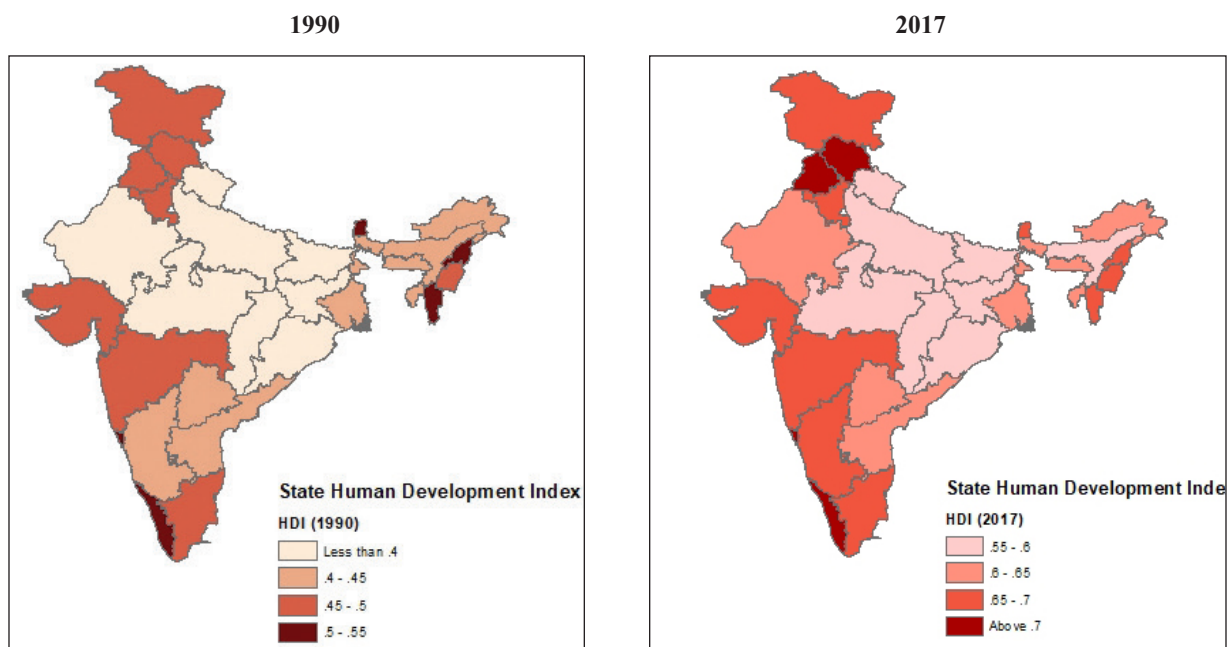 1990
2017
State Human Development Index
HDI (1990)
Less than .4
.4 - .45
.45 - .5
.5 - .55
State Human Development Inde
HDI (2017)
.55 - .6
.6 - .65
.65 - .7
Above .7